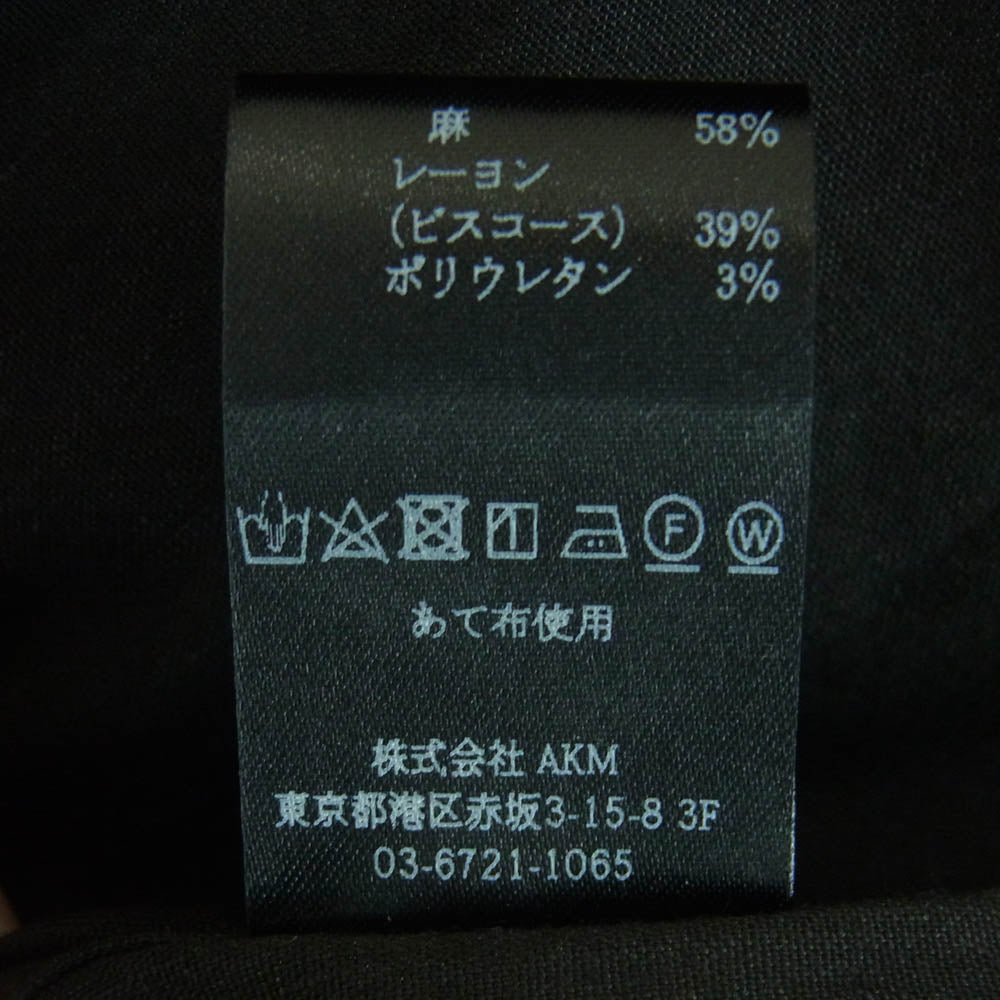 麻 58%
レーヨン
(ビスコース) 39%
ポリウレタン 3%
F W
あて布使用
株式会社 AKM
東京都港区赤坂3-15-8 3F
03-6721-1065